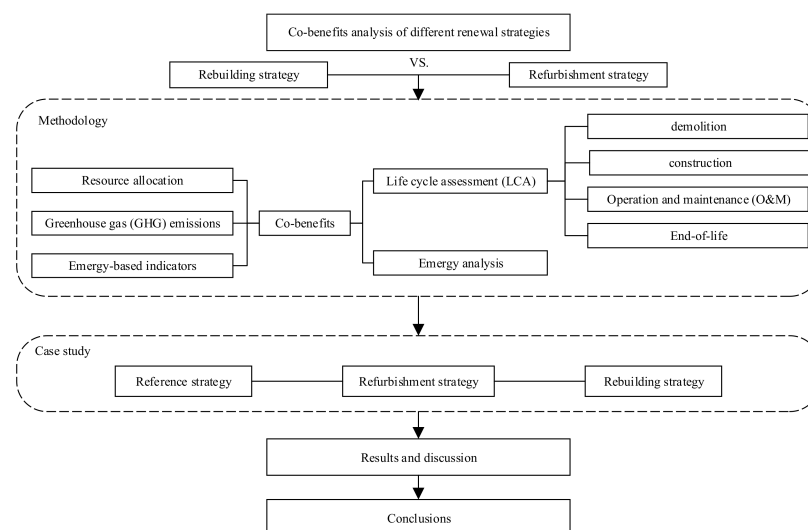 Co-benefits analysis of different renewal strategies
VS.
Rebuilding strategy
Refurbishment strategy
Methodology
demolition
construction
Resource allocation
Life cycle assessment (LCA)
Operation and maintenance (O&M)
Greenhouse gas (GHG) emissions
Co-benefits
End-of-life
Emergy-based indicators
Emergy analysis
Case study
Reference strategy
Refurbishment strategy
Rebuilding strategy
Results and discussion
Conclusions